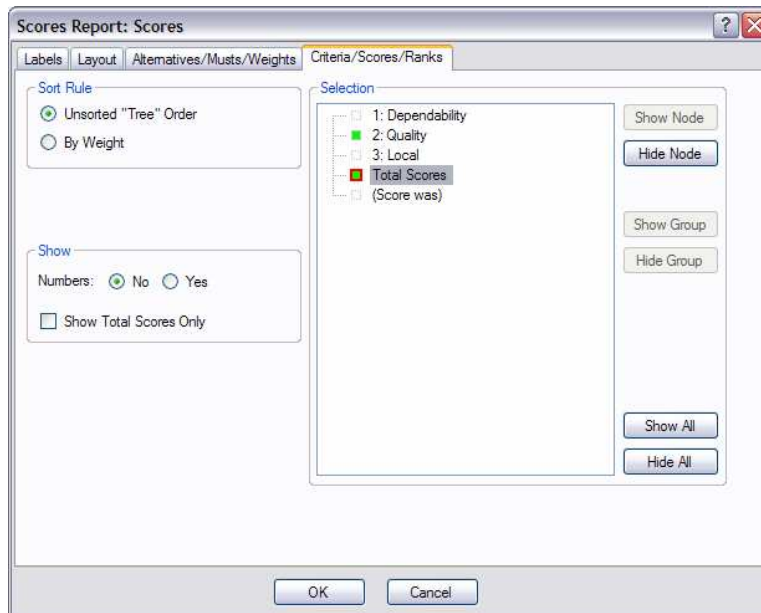 Scores Report: Scores
Labels Layout Alternatives/Musts/Weights Criteria/Scores/Ranks
Sort Rule
Unsorted "Tree" Order
By Weight
Show
Numbers: No Yes
Show Total Scores Only
Selection
1: Dependability
2: Quality
3: Local
Total Scores
(Score was)
Show Node
Hide Node
Show Group
Hide Group
Show All
Hide All
OK Cancel